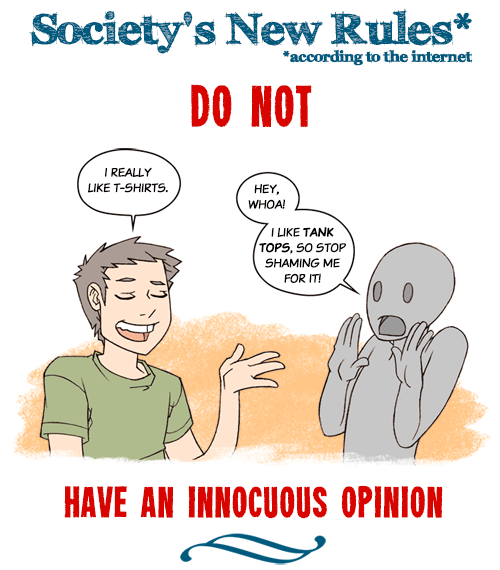 Society's New Rules*
*according to the internet
DO NOT
I REALLY
LIKE T-SHIRTS.
HEY,
WHOA!
I LIKE TANK
TOPS, SO STOP
SHAMING ME
FOR IT!
HAVE AN INNOCUOUS OPINION